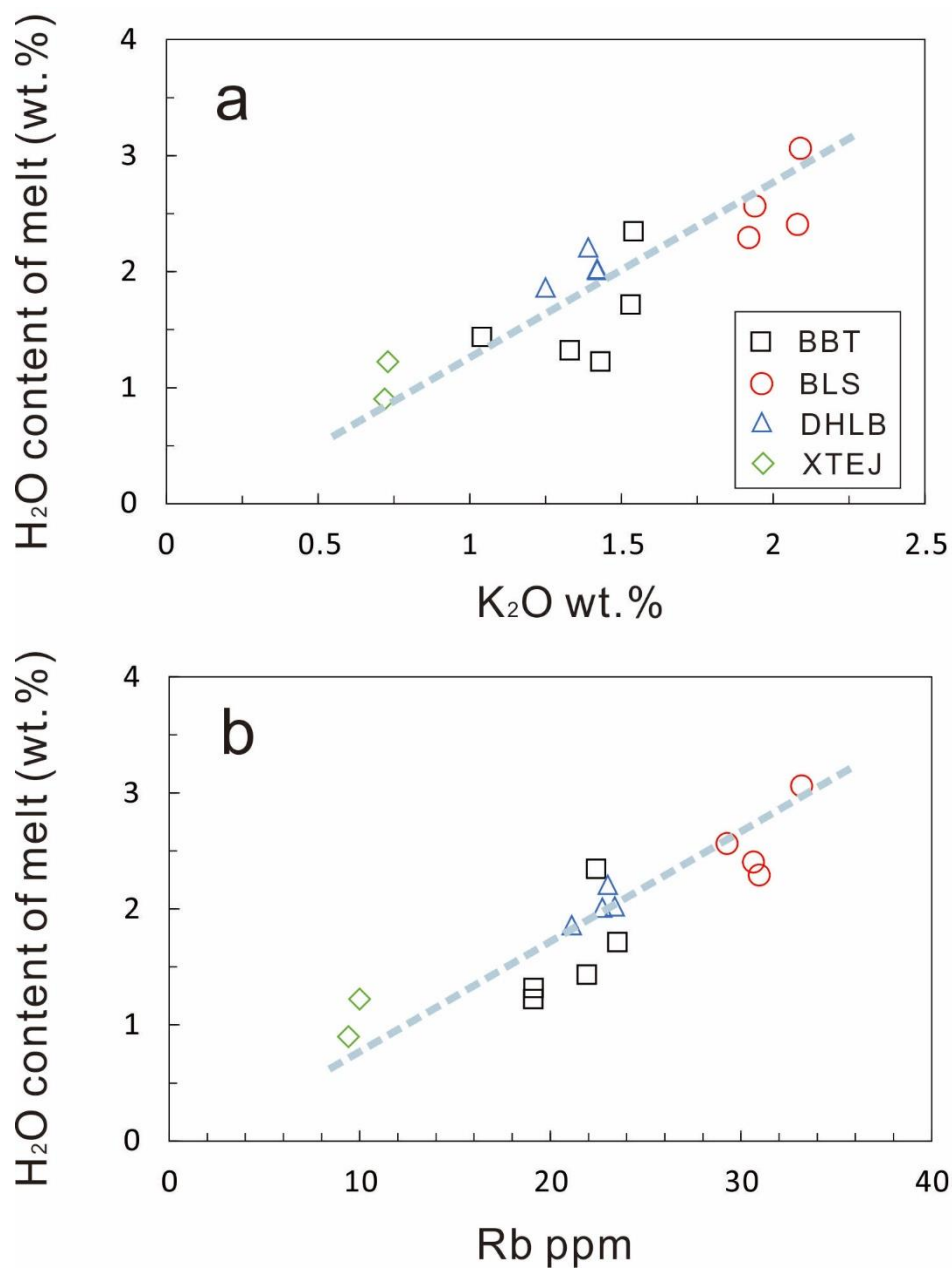 H₂O content of melt (wt.%)
4
3
2
1
0
a
BBT
BLS
DHLB
XTEJ
0 0.5 1 1.5 2 2.5
K₂O wt.%
H₂O content of melt (wt.%)
4
3
2
1
0
b
0 10 20 30 40
Rb ppm